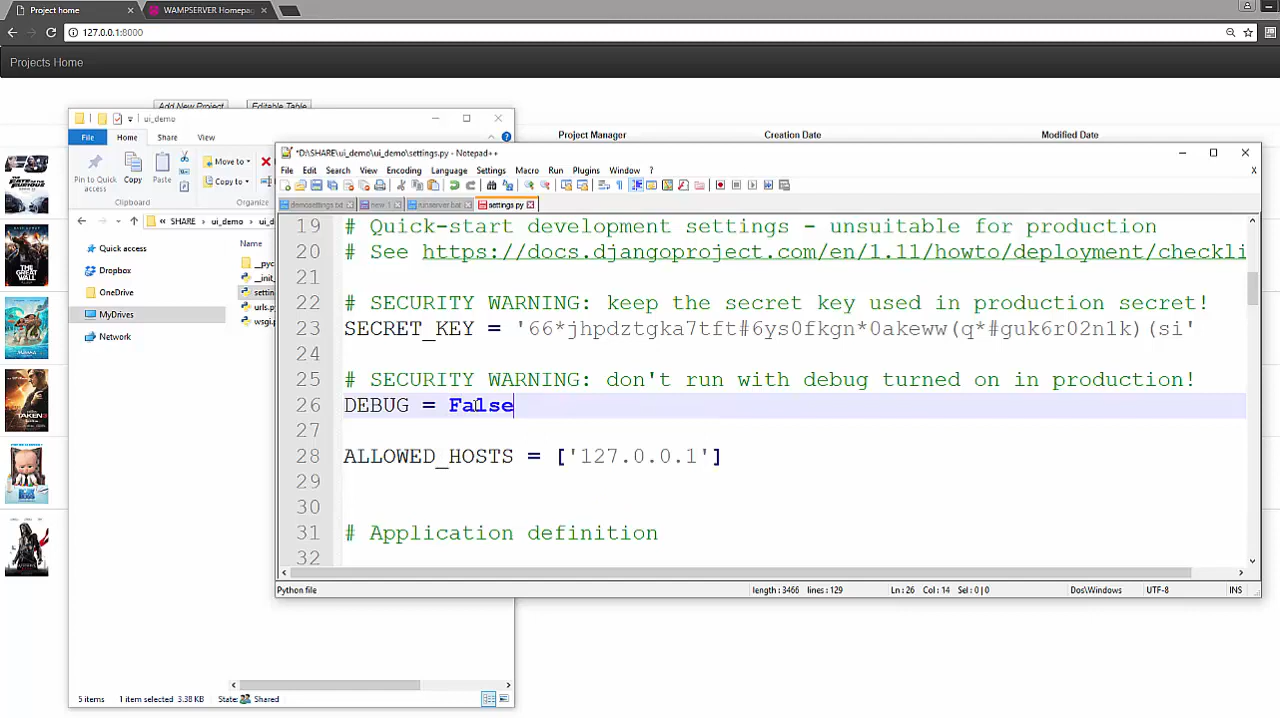 Project home
WAMPSERVER Homepag
127.0.0.1:8000
Projects Home
Add New Project
Editable Table
Project Manager
Creation Date
Modified Date
ui_demo
File
Home
Share
View
Pin to Quick access
Copy
Paste
Move to
Copy to
Clipboard
Organiz
SHARE
ui_demo
Quick access
Dropbox
OneDrive
MyDrives
Network
Name
__pyc
__init_
settin
urls.p
wsgi.p
5 items
1 item selected 3.38 KB
State:
Shared
*D:\SHARE\ui_demo\ui_demo\settings.py - Notepad++
File Edit Search View Encoding Language Settings Macro Run Plugins Window ?
X
new 1
settings.py
19 # Quick-start development settings - unsuitable for production
20 # See https://docs.djangoproject.com/en/1.11/howto/deployment/checkli
21
22 # SECURITY WARNING: keep the secret key used in production secret!
23 SECRET_KEY = '66*jhpdztgka7tft#6ys0fkgn*0akeww(q*#guk6r02n1k)(si'
24
25 # SECURITY WARNING: don't run with debug turned on in production!
26 DEBUG = False
27
28 ALLOWED_HOSTS = ['127.0.0.1']
29
30
31 # Application definition
32
Python file
length : 3466 lines : 129
Ln : 26 Col : 14 Sel : 0 | 0
Dos\Windows
UTF-8
INS